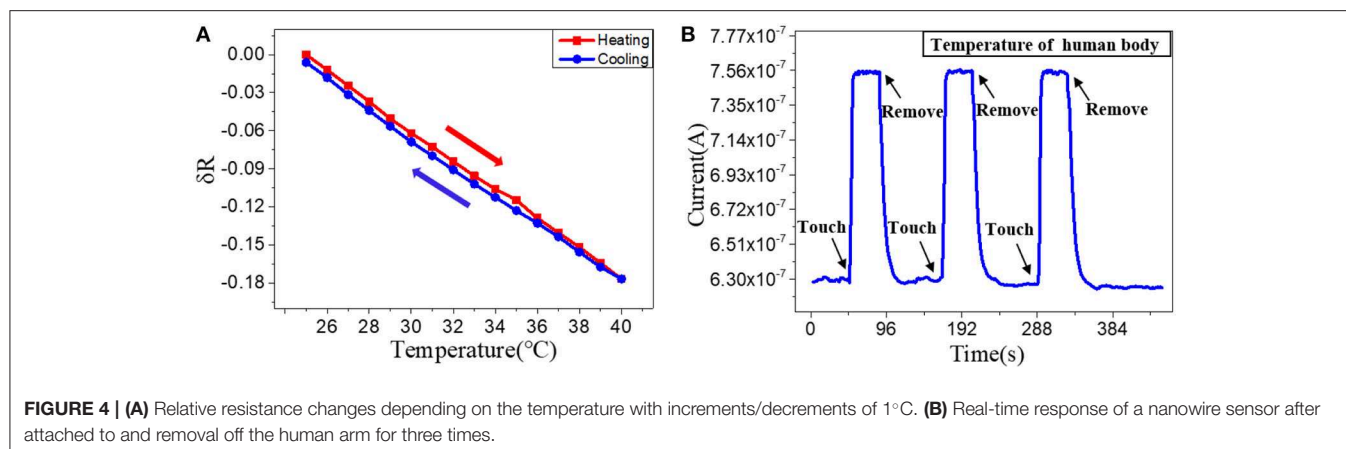 A
Heating
Cooling
0.00
-0.03
-0.06
-0.09
-0.12
-0.15
-0.18
δR
26 28 30 32 34 36 38 40
Temperature(°C)
B
Temperature of human body
7.77x10⁻⁷
7.56x10⁻⁷
7.35x10⁻⁷
7.14x10⁻⁷
6.93x10⁻⁷
6.72x10⁻⁷
6.51x10⁻⁷
6.30x10⁻⁷
Current(A)
Remove
Remove
Remove
Touch
Touch
Touch
0 96 192 288 384
Time(s)
FIGURE 4 | (A) Relative resistance changes depending on the temperature with increments/decrements of 1°C. (B) Real-time response of a nanowire sensor after
attached to and removal off the human arm for three times.